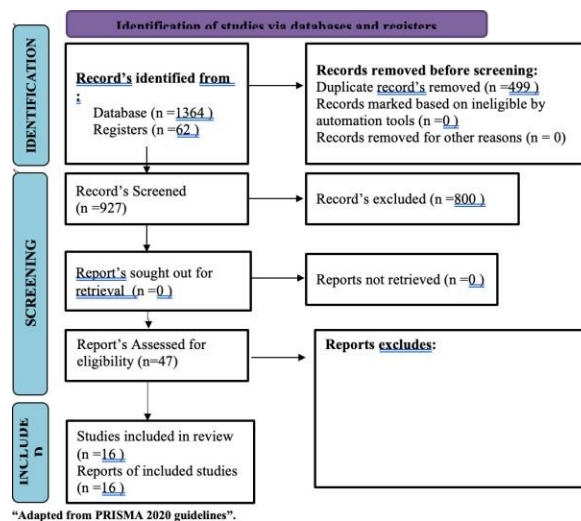 Identification of studies via databases and registers
IDENTIFICATION
Record's identified from
:
Database (n =1364 )
Registers (n =62 )
Records removed before screening:
Duplicate record's removed (n =499 )
Records marked based on ineligible by
automation tools (n =0 )
Records removed for other reasons (n = 0)
SCREENING
Record's Screened
(n =927)
Record's excluded (n =800 )
Report's sought out for
retrieval (n =0 )
Reports not retrieved (n =0 )
Report's Assessed for
eligibility (n=47)
Reports excludes:
INCLUDE
D
Studies included in review
(n =16 )
Reports of included studies
(n =16 )
“Adapted from PRISMA 2020 guidelines”.